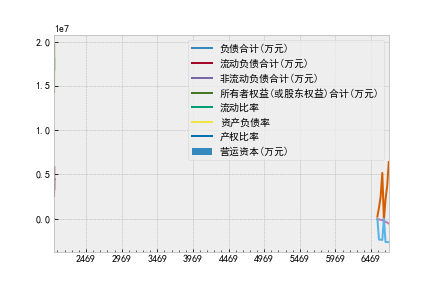 1e7
2.0
1.5
1.0
0.5
0.0
负债合计(万元)
流动负债合计(万元)
非流动负债合计(万元)
所有者权益(或股东权益)合计(万元)
流动比率
资产负债率
产权比率
营运资本(万元)
2469 2969 3469 3969 4469 4969 5469 5969 6469